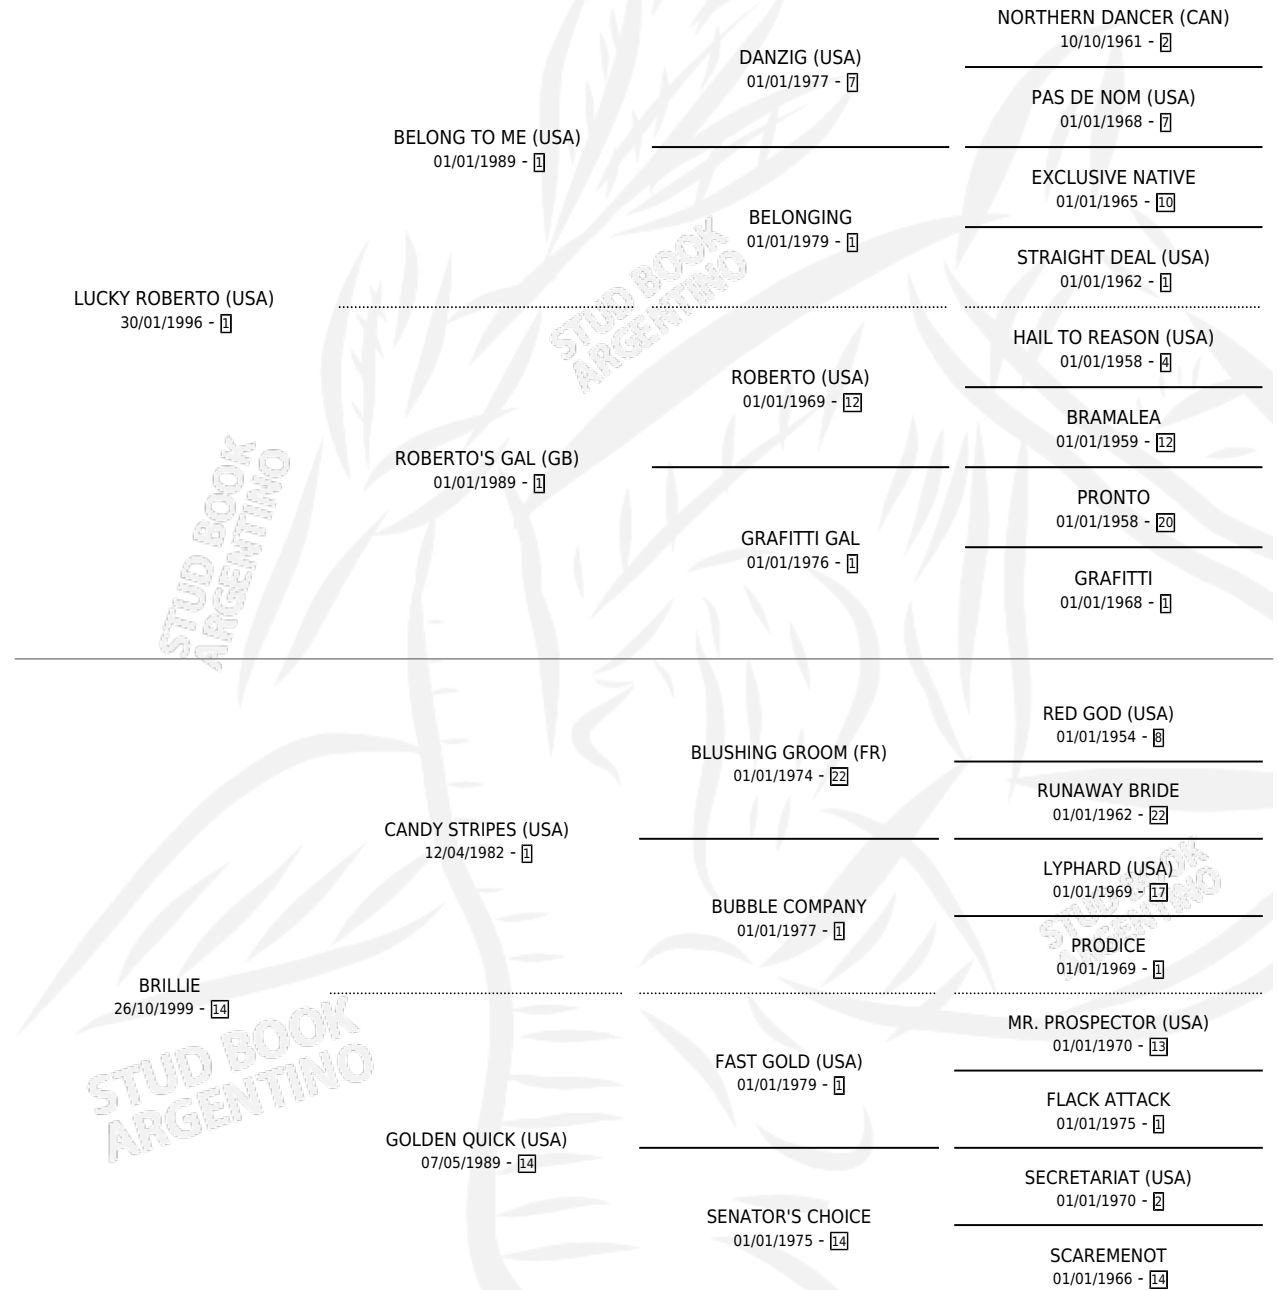 NORTHERN DANCER (CAN)
10/10/1961 - 2
DANZIG (USA)
01/01/1977 - 7
PAS DE NOM (USA)
01/01/1968 - 7
BELONG TO ME (USA)
01/01/1989 - 1
EXCLUSIVE NATIVE
01/01/1965 - 10
BELONGING
01/01/1979 - 1
STRAIGHT DEAL (USA)
01/01/1962 - 1
LUCKY ROBERTO (USA)
30/01/1996 - 1
HAIL TO REASON (USA)
01/01/1958 - 4
ROBERTO (USA)
01/01/1969 - 12
BRAMALEA
01/01/1959 - 12
ROBERTO'S GAL (GB)
01/01/1989 - 1
PRONTO
01/01/1958 - 20
GRAFITTI GAL
01/01/1976 - 1
GRAFITTI
01/01/1968 - 1
RED GOD (USA)
01/01/1954 - 8
BLUSHING GROOM (FR)
01/01/1974 - 22
RUNAWAY BRIDE
01/01/1962 - 22
CANDY STRIPES (USA)
12/04/1982 - 1
LYPHARD (USA)
01/01/1969 - 17
BUBBLE COMPANY
01/01/1977 - 1
PRODICE
01/01/1969 - 1
BRILLIE
26/10/1999 - 14
MR. PROSPECTOR (USA)
01/01/1970 - 13
FAST GOLD (USA)
01/01/1979 - 1
FLACK ATTACK
01/01/1975 - 1
GOLDEN QUICK (USA)
07/05/1989 - 14
SECRETARIAT (USA)
01/01/1970 - 2
SENATOR'S CHOICE
01/01/1975 - 14
SCAREMENOT
01/01/1966 - 14
STUD BOOK
ARGENTINO
STUD BOOK
ARGENTINO
STUD BOOK
ARGENTINO
STUD BOOK
ARGENTINO